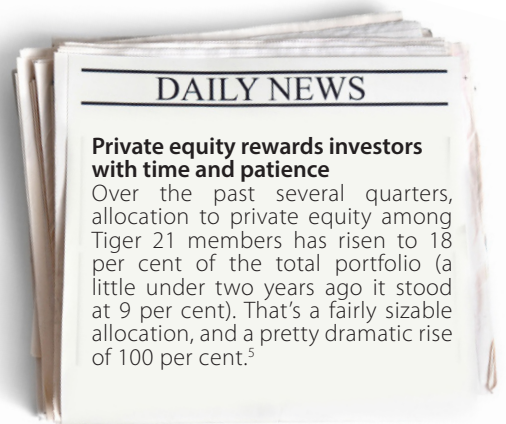 DAILY NEWS
Private equity rewards investors
with time and patience
Over the past several quarters,
allocation to private equity among
Tiger 21 members has risen to 18
per cent of the total portfolio (a
little under two years ago it stood
at 9 per cent). That's a fairly sizable
allocation, and a pretty dramatic rise
of 100 per cent.5